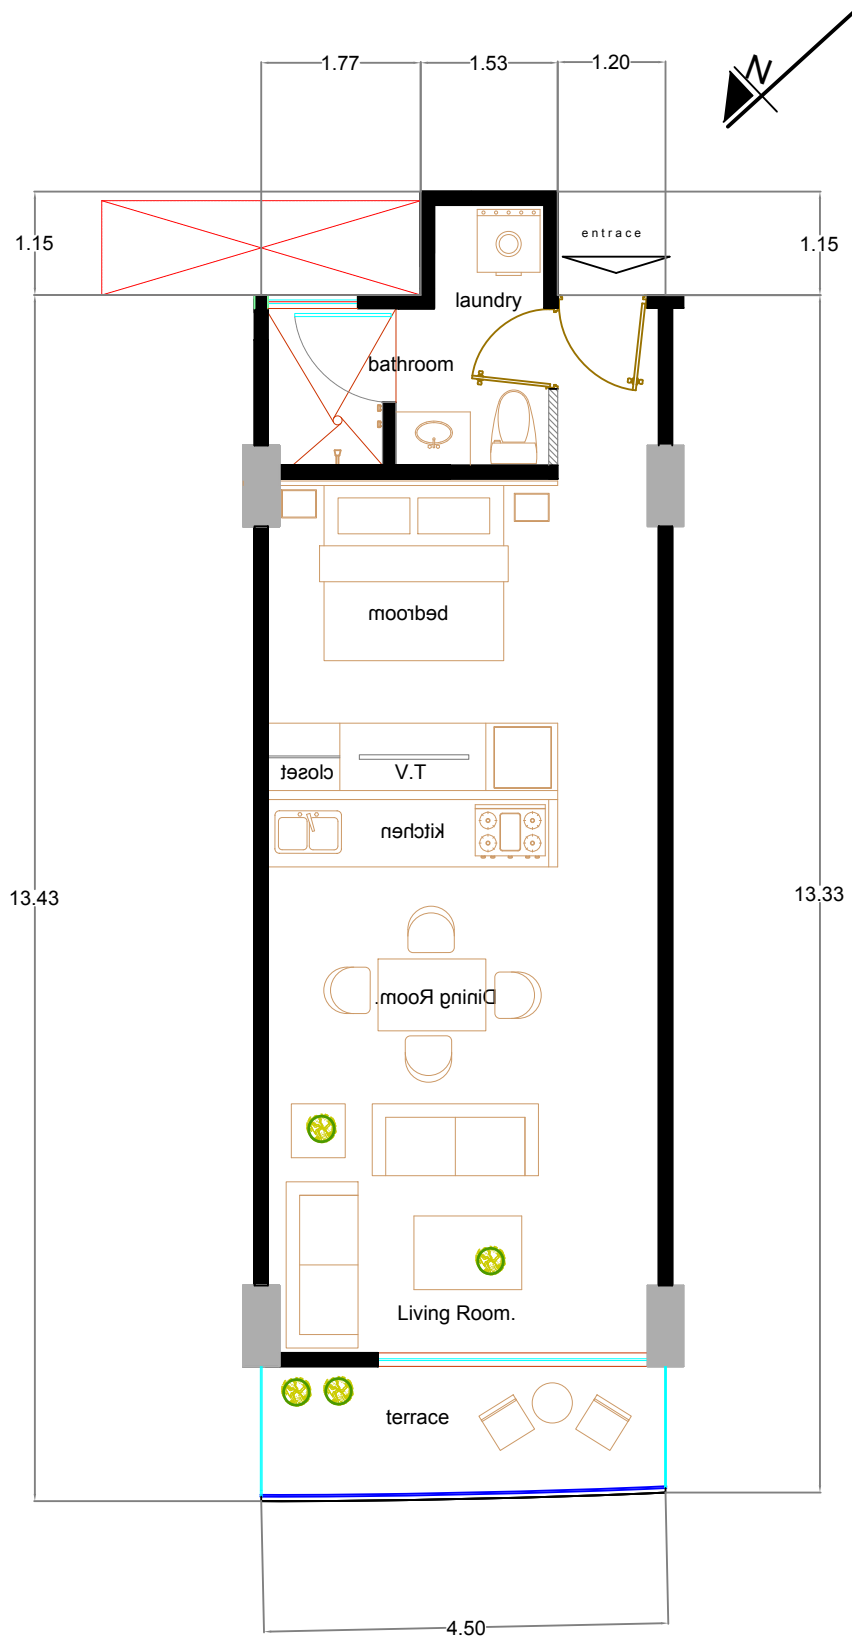 1.77
1.53
1.20
N
1.15
entrace
1.15
laundry
bathroom
bedroom
closet
T.V
kitchen
13.43
13.33
Dining Room.
Living Room.
terrace
4.50